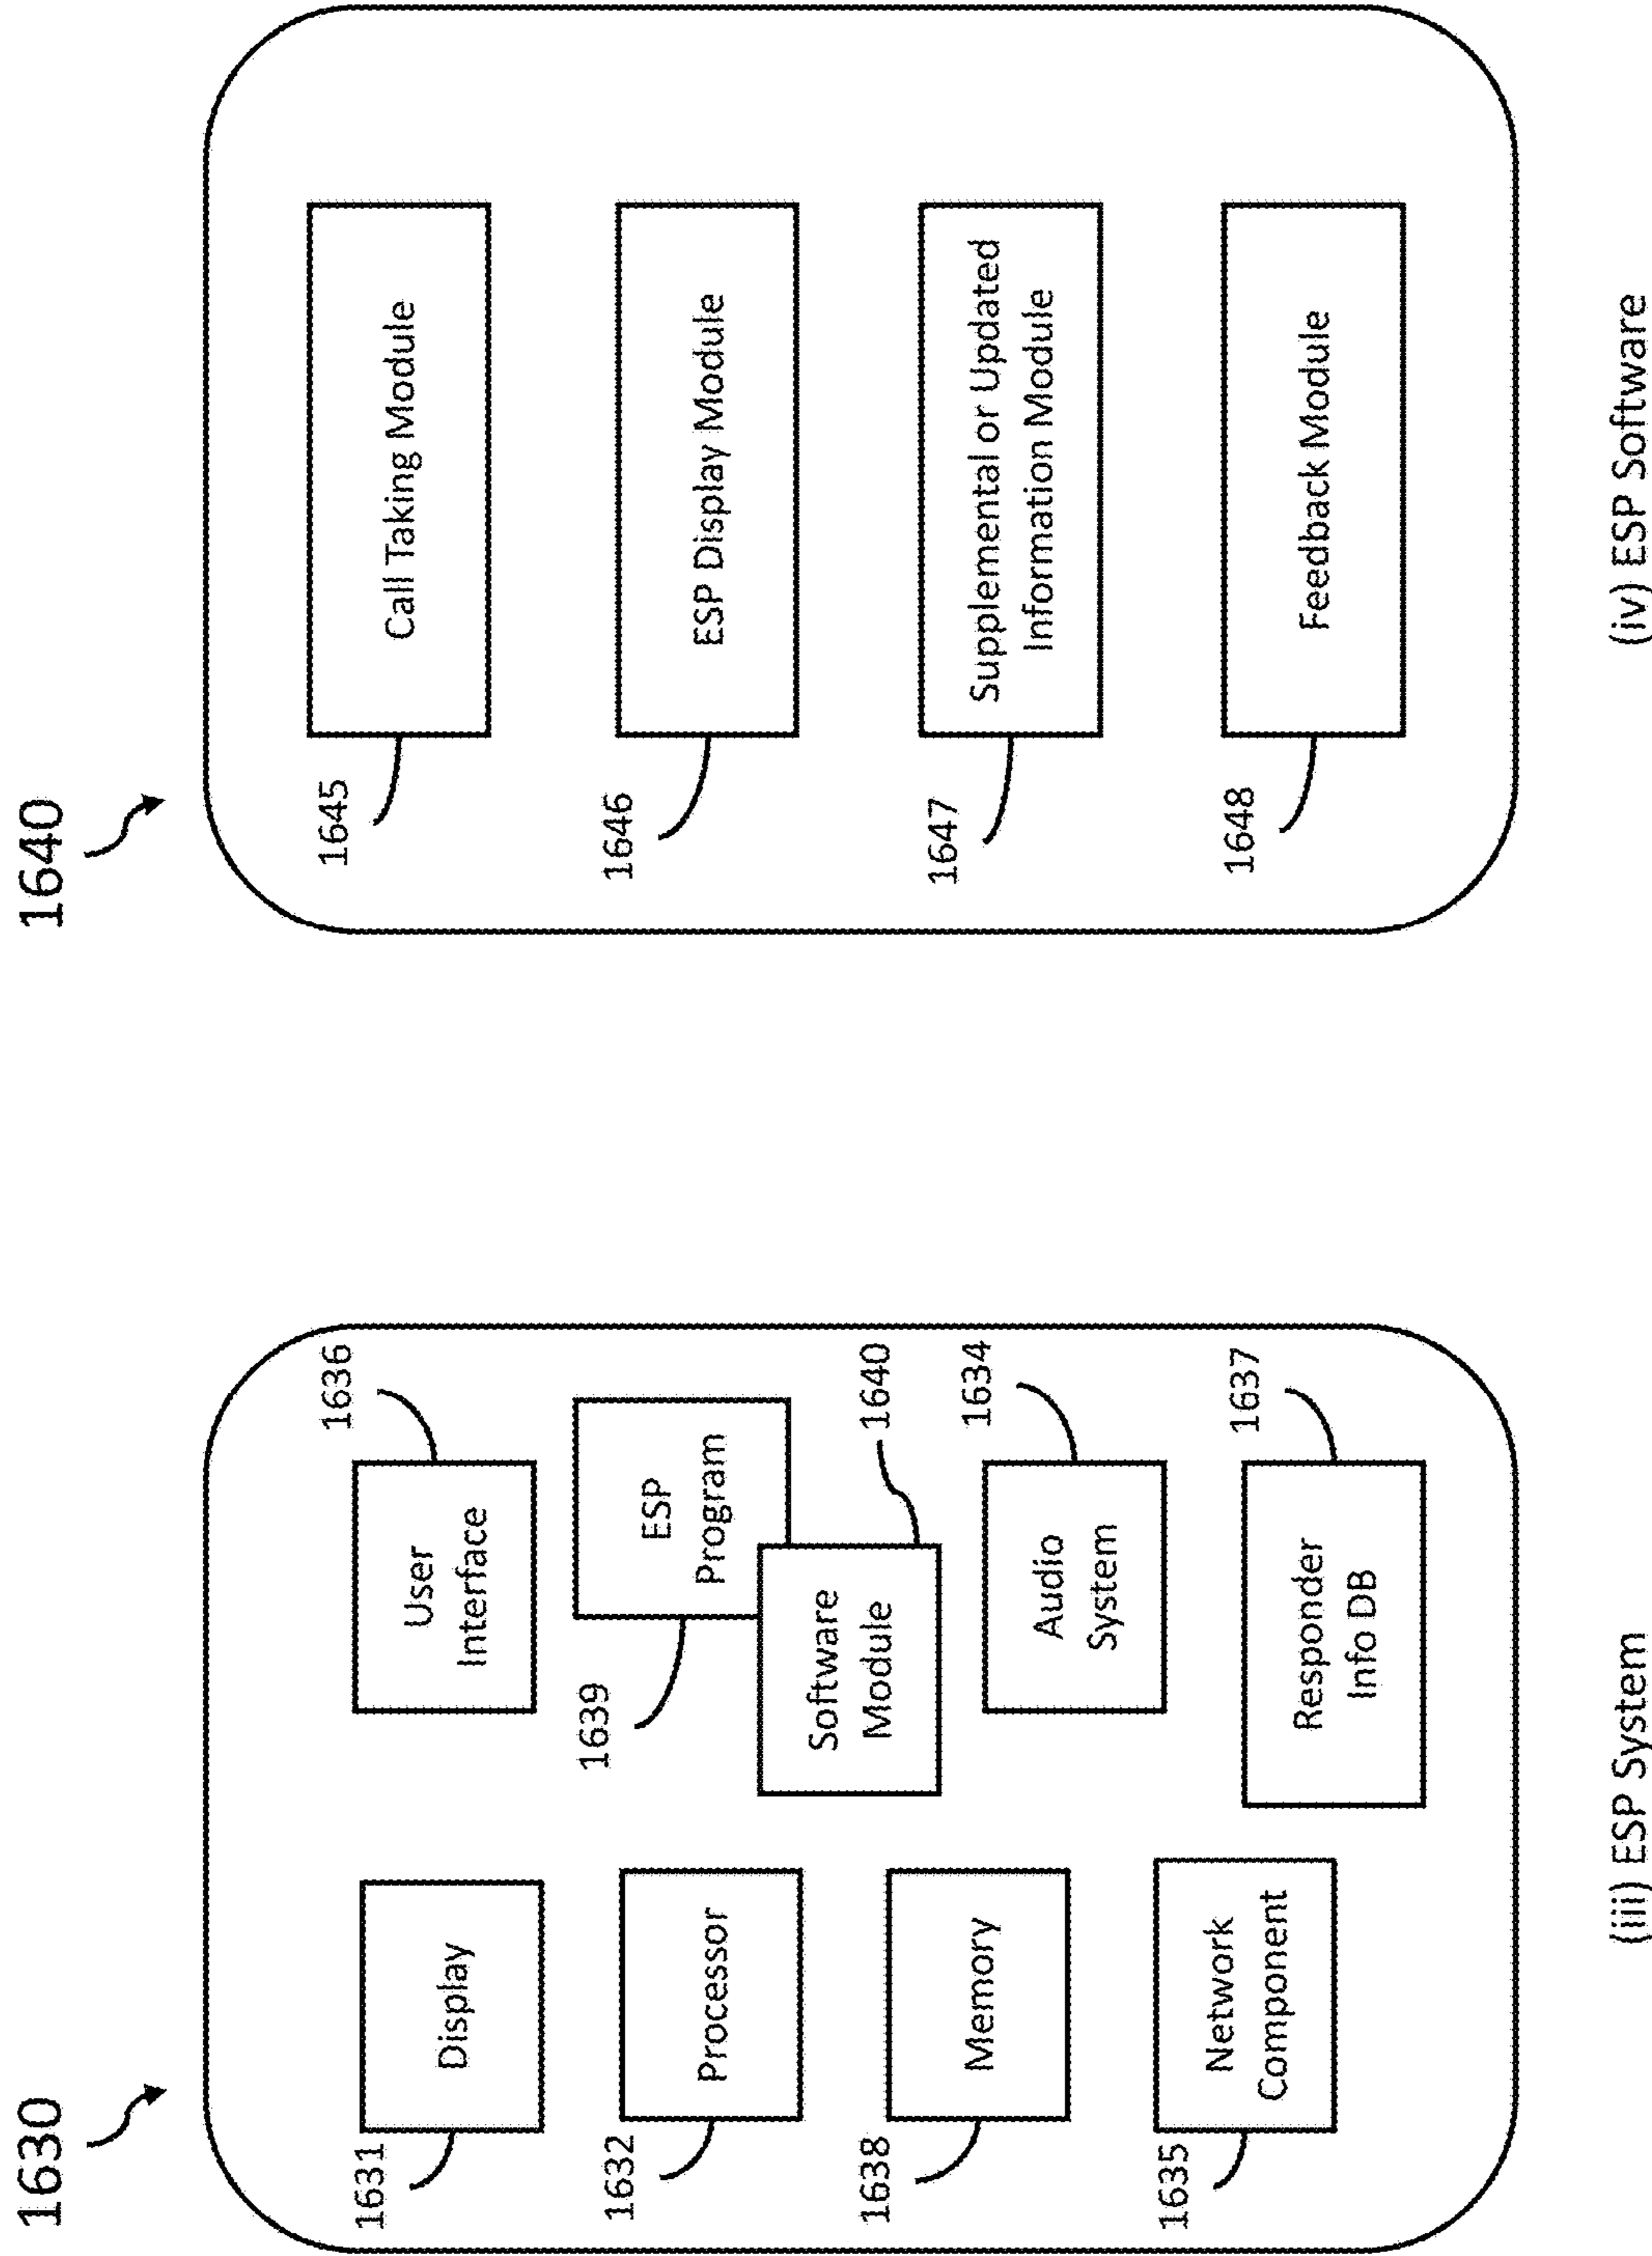 1630
1631
Display
1632
Processor
1638
Memory
1635
Network
Component
1636
User
Interface
1639
ESP
Program
1640
Software
Module
1634
Audio
System
1637
Responder
Info DB
(iii) ESP System
1640
1645
Call Taking Module
1646
ESP Display Module
1647
Supplemental or Updated
Information Module
1648
Feedback Module
(iv) ESP Software